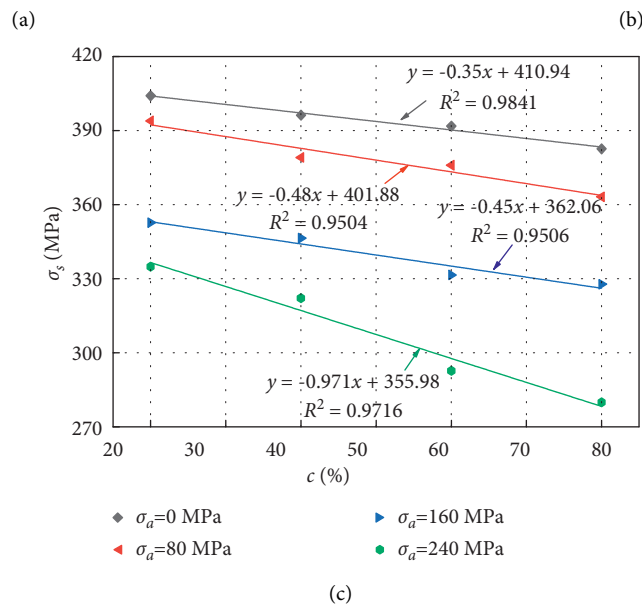 (a) (b)
420
390
360
330
300
270
σs (MPa)
y = -0.35x + 410.94
R² = 0.9841
y = -0.48x + 401.88
R² = 0.9504
y = -0.45x + 362.06
R² = 0.9506
y = -0.971x + 355.98
R² = 0.9716
20 30 40 50 60 70 80
c (%)
σa=0 MPa σa=160 MPa
σa=80 MPa σa=240 MPa
(c)